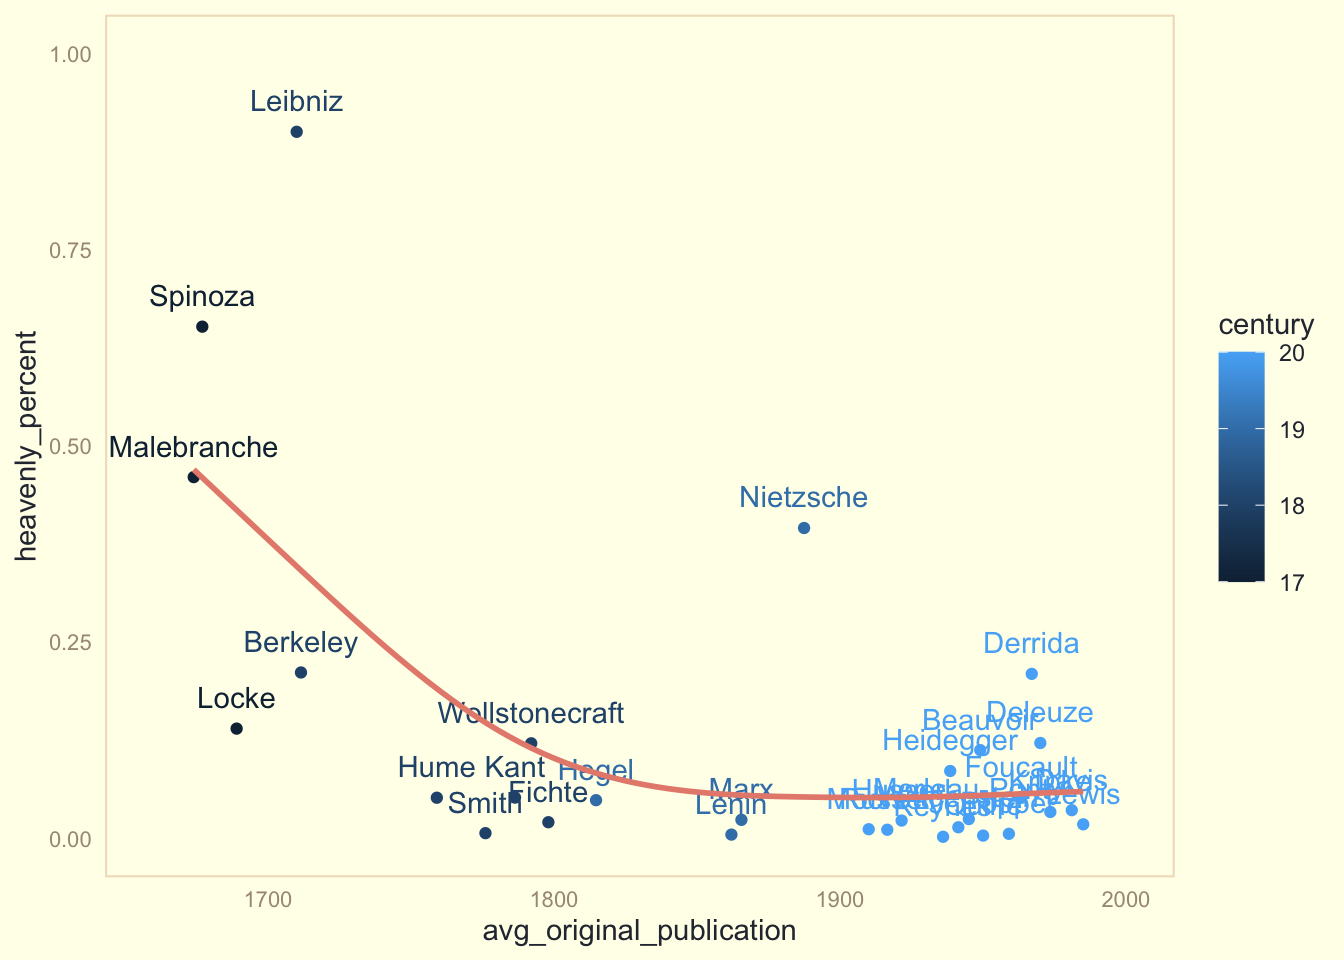 1.00
Leibniz
0.75
Spinoza
heavenly_percent
century
20
19
18
17
0.50
Malebranche
Nietzsche
0.25
Berkeley
Derrida
Locke
Wollstonecraft
Deleuze
Beauvoir
Heidegger
Hume Kant
Hegel
Foucault
Smith
Fichte
Marx
Lenin
Davis
Lewis
Keynes
0.00
1700
1800
1900
2000
avg_original_publication